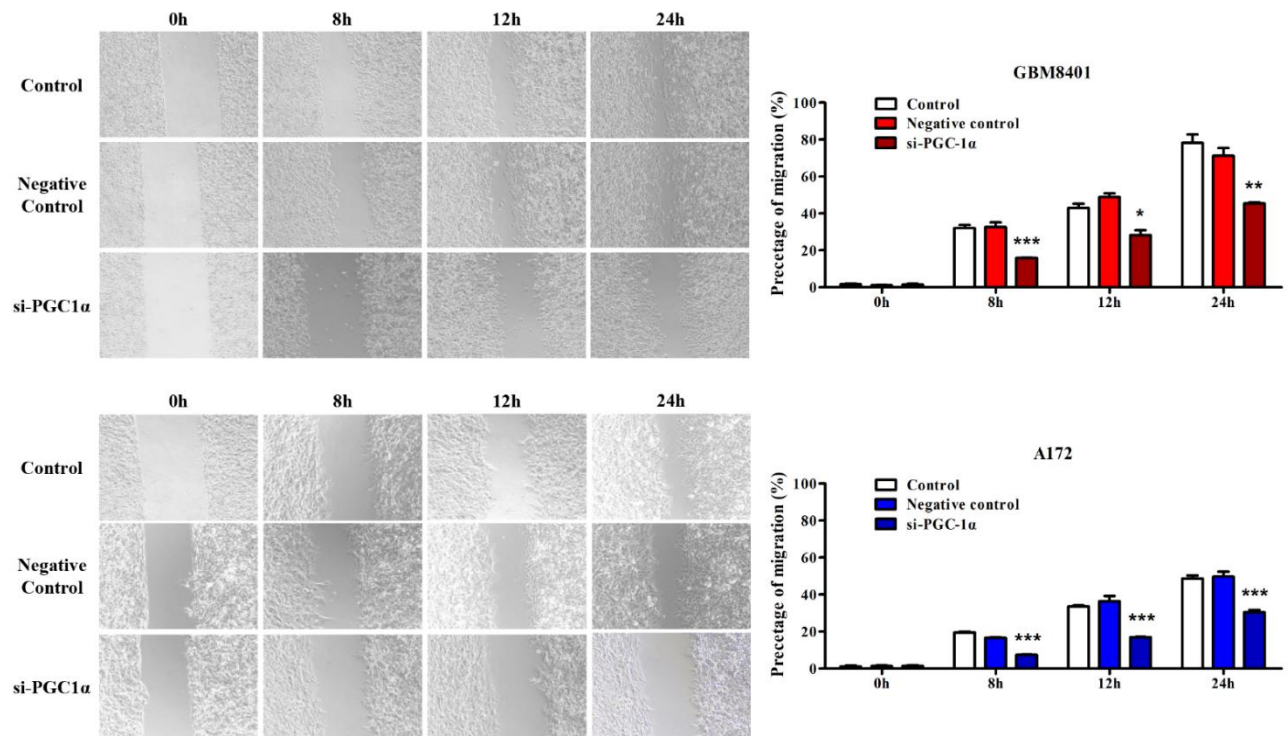 0h 8h 12h 24h
Control
Negative
Control
si-PGC1α
GBM8401
Precetage of migration (%)
100
80
60
40
20
0
Control
Negative control
si-PGC-1α
***
*
**
0h 8h 12h 24h
0h 8h 12h 24h
Control
Negative
Control
si-PGC1α
A172
Precetage of migration (%)
100
80
60
40
20
0
Control
Negative control
si-PGC-1α
***
***
***
0h 8h 12h 24h